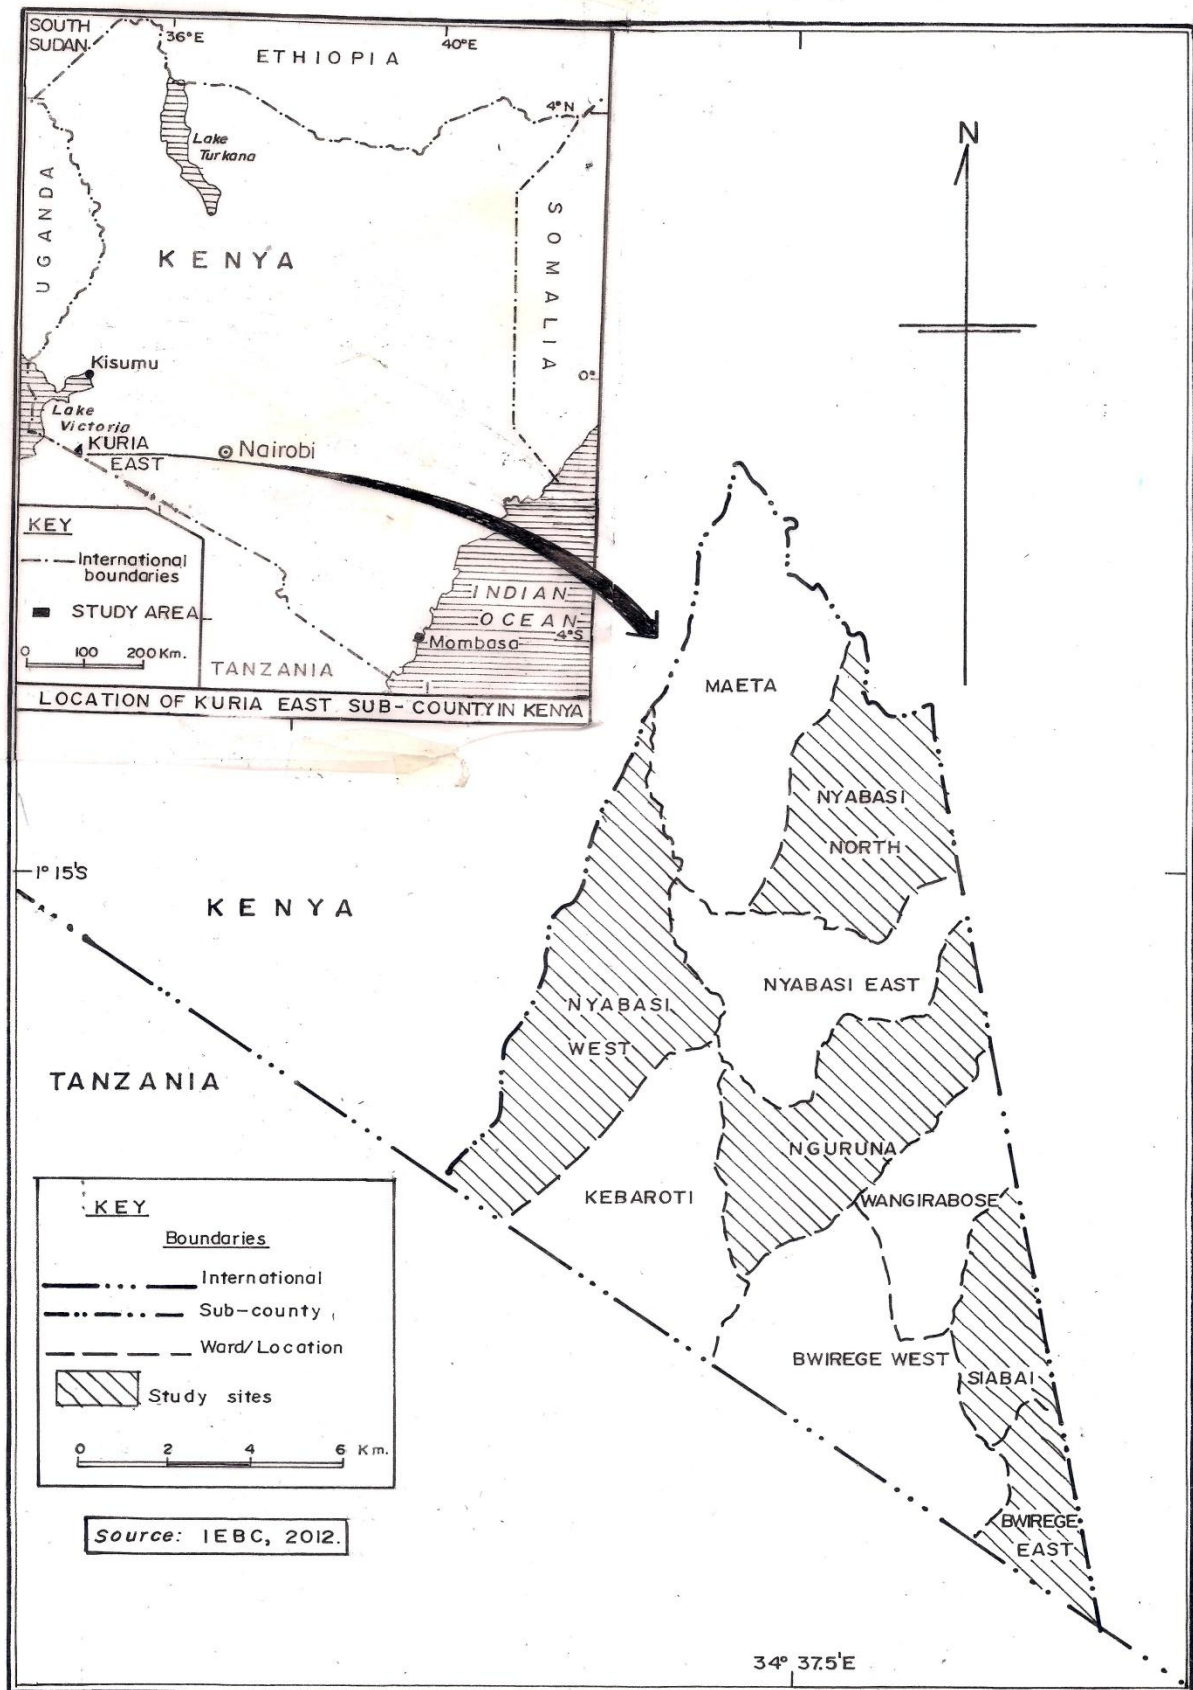 SOUTH
SUDAN
36°E
40°E
ETHIOPIA
4°N
Lake
Turkana
UGANDA
SOMALIA
KENYA
Kisumu
0°
Lake
Victoria
KURIA
EAST
Nairobi
KEY
International
boundaries
STUDY AREA
0 100 200 Km.
INDIAN
OCEAN
4°S
Mombasa
TANZANIA
LOCATION OF KURIA EAST SUB-COUNTY IN KENYA
N
MAETA
NYABASI
NORTH
1° 15'S
KENYA
NYABASI EAST
NYABASI
WEST
TANZANIA
NGURUNA
KEBAROTI
WANGIRABOSE
BWIREGE WEST
SIABAI
BWIREGE
EAST
KEY
Boundaries
International
Sub-county
Ward/Location
Study sites
0 2 4 6 Km.
Source: IEBC, 2012.
34° 37.5'E